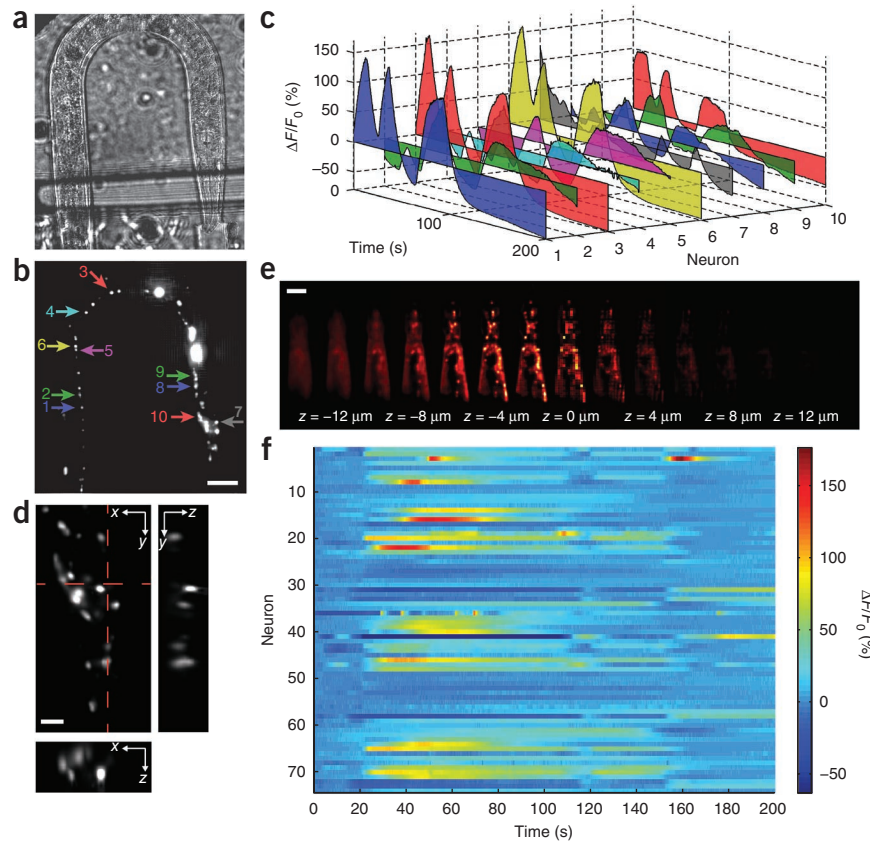 a
b
3
4
6
5
2
1
9
8
10
7
c
150
100
50
0
−50
0
ΔF/F0 (%)
Time (s)
100
200
1
2
3
4
5
6
7
8
9
10
Neuron
d
x
y
z
y
x
z
e
z = −12 μm z = −8 μm z = −4 μm z = 0 μm 4 μm 8 μm 12 μm
f
10
20
30
40
50
60
70
Neuron
0 20 40 60 80 100 120 140 160 180 200
Time (s)
150
100
50
0
−50
ΔF/F0 (%)